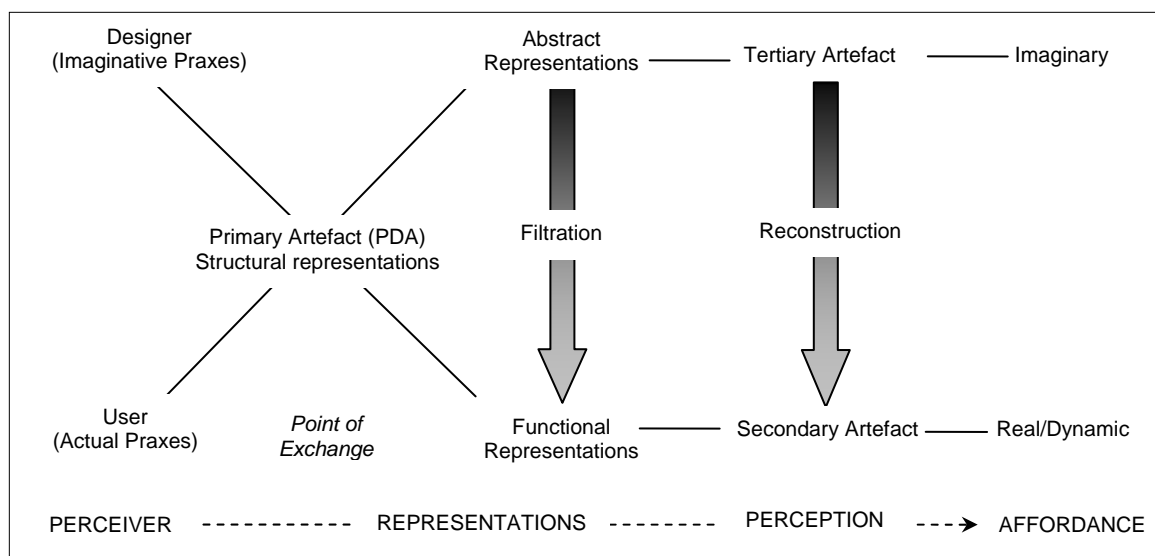 Designer
(Imaginative Praxes)
Abstract
Representations
Tertiary Artefact
Imaginary
Primary Artefact (PDA)
Structural representations
Filtration
Reconstruction
User
(Actual Praxes)
Point of
Exchange
Functional
Representations
Secondary Artefact
Real/Dynamic
PERCEIVER
REPRESENTATIONS
PERCEPTION
AFFORDANCE